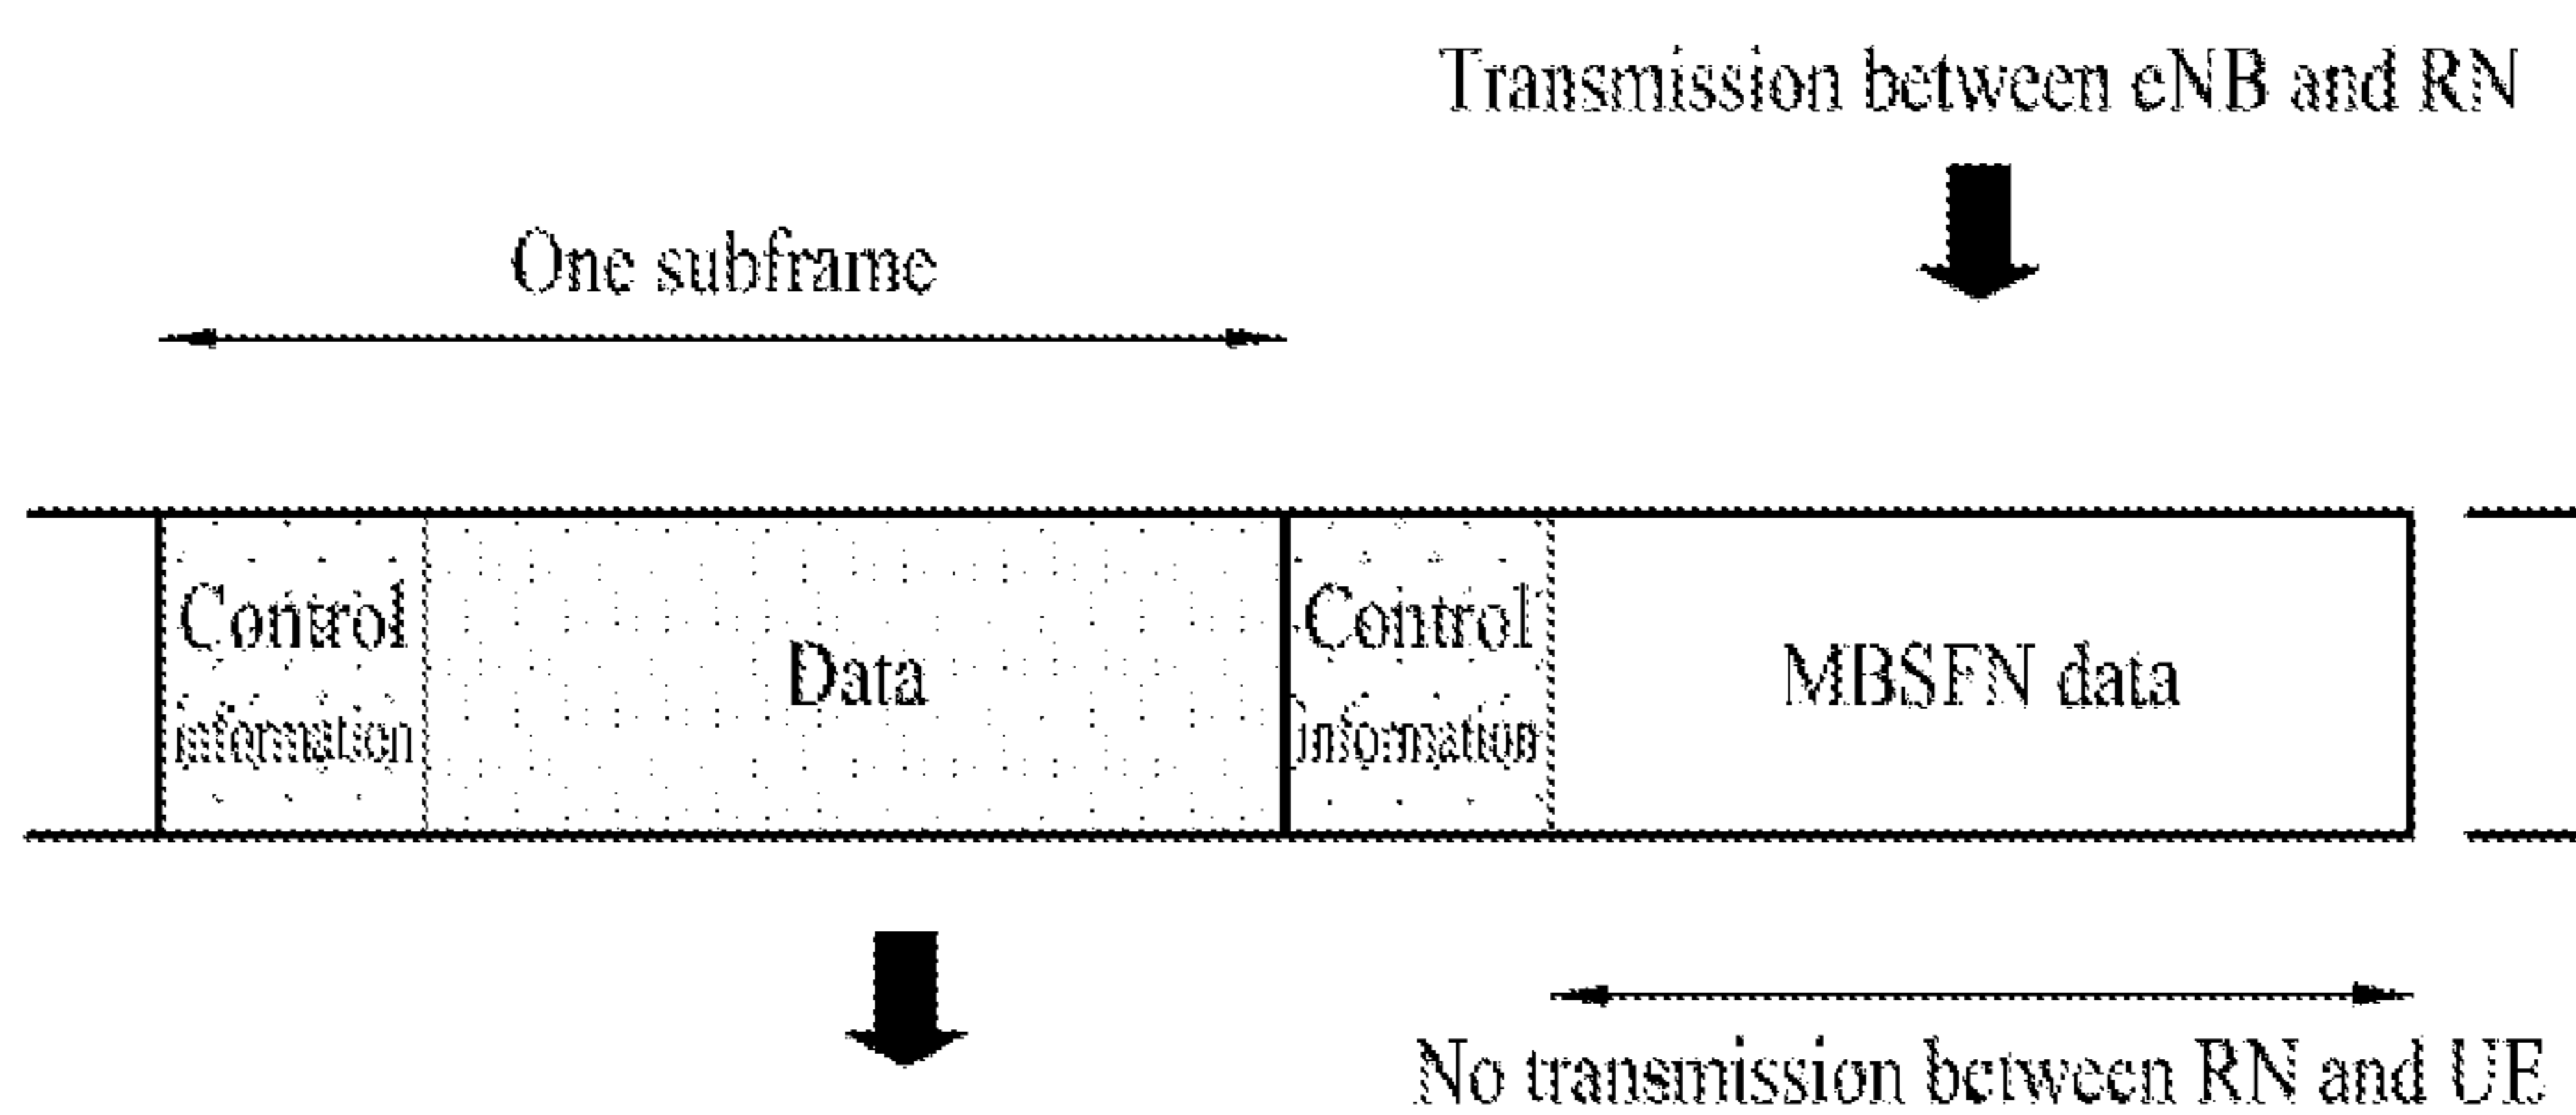 Transmission between eNB and RN
One subframe
Control
information
Data
Control
information
MBSFN data
No transmission between RN and UE